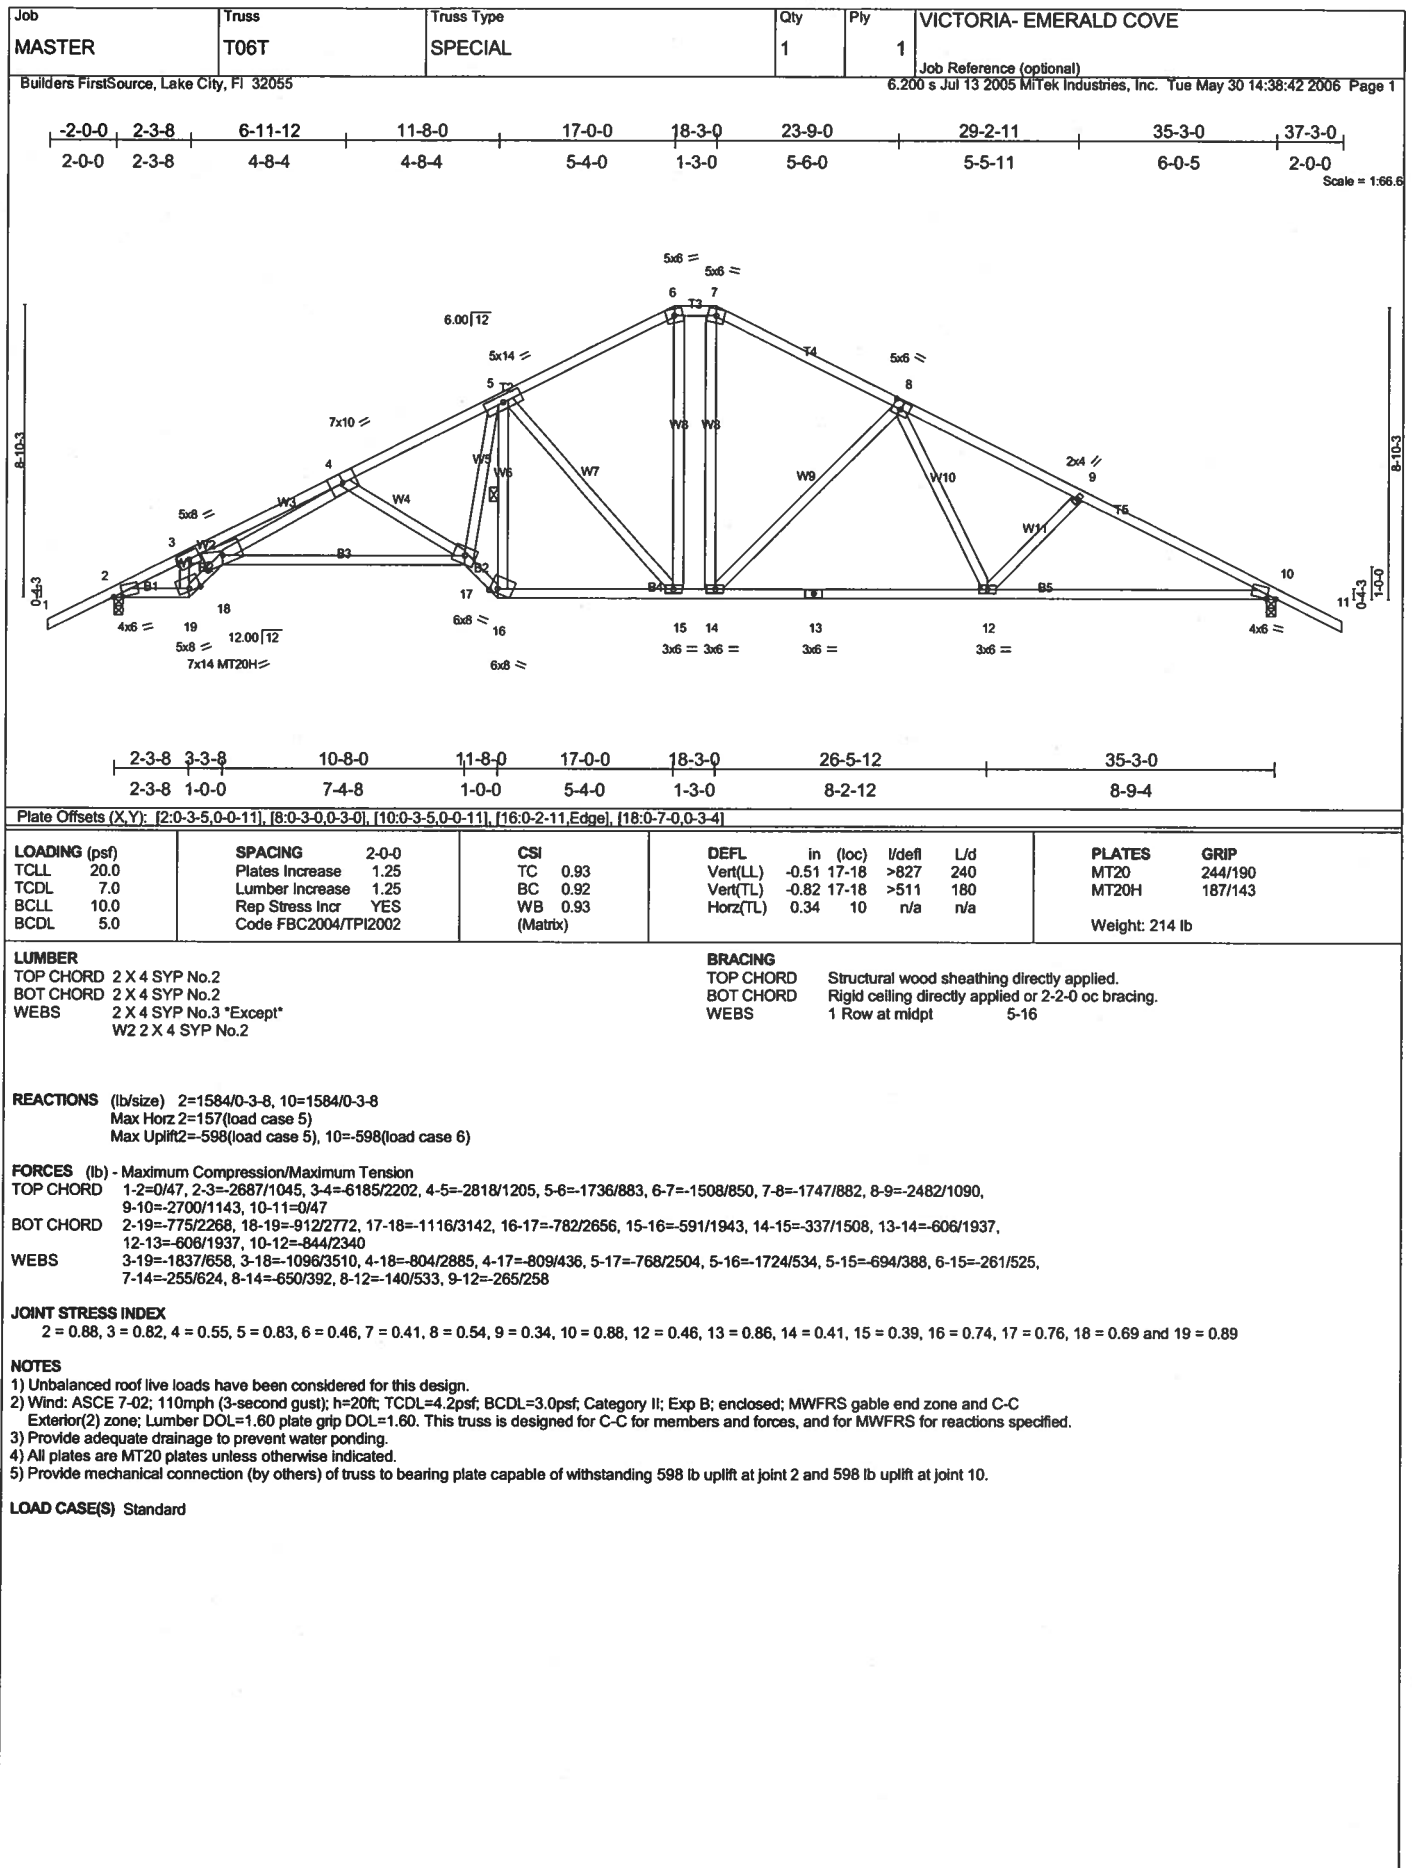 Job Truss Truss Type Qty Ply VICTORIA- EMERALD COVE
MASTER T06T SPECIAL 1 1
Job Reference (optional)
Builders FirstSource, Lake City, Fl 32055 6.200 s Jul 13 2005 MiTek Industries, Inc. Tue May 30 14:38:42 2006 Page 1
-2-0-0 2-3-8 6-11-12 11-8-0 17-0-0 18-3-0 23-9-0 29-2-11 35-3-0 37-3-0
2-0-0 2-3-8 4-8-4 4-8-4 5-4-0 1-3-0 5-6-0 5-5-11 6-0-5 2-0-0
Scale = 1:66.6
5x6 =
5x6 =
6 7
T3
6.00 12
T4
5x14 =
5x6 =
5 T2
8
7x10 =
W8 W8
8-10-3
8-10-3
4
W5 W6 W7 W9 W10
2x4 //
9
W3 W4
T5
5x8 =
W11
3 W2
W1
B3
B2
2
B1
B2
B4
B5
10
0-4-3
1
17
11
0-4-3
1-0-0
18
4x6 = 19
12.00 12
6x8 = 16
15 14 13 12
4x6 =
5x8 =
3x6 = 3x6 = 3x6 = 3x6 =
7x14 MT20H=
6x8 =
2-3-8 3-3-8 10-8-0 11-8-0 17-0-0 18-3-0 26-5-12 35-3-0
2-3-8 1-0-0 7-4-8 1-0-0 5-4-0 1-3-0 8-2-12 8-9-4
Plate Offsets (X,Y): [2:0-3-5,0-0-11], [8:0-3-0,0-3-0], [10:0-3-5,0-0-11], [16:0-2-11,Edge], [18:0-7-0,0-3-4]
LOADING (psf) SPACING 2-0-0 CSI DEFL in (loc) l/defl L/d PLATES GRIP
TCLL 20.0 Plates Increase 1.25 TC 0.93 Vert(LL) -0.51 17-18 >827 240 MT20 244/190
TCDL 7.0 Lumber Increase 1.25 BC 0.92 Vert(TL) -0.82 17-18 >511 180 MT20H 187/143
BCLL 10.0 Rep Stress Incr YES WB 0.93 Horz(TL) 0.34 10 n/a n/a
BCDL 5.0 Code FBC2004/TPI2002 (Matrix) Weight: 214 lb
LUMBER BRACING
TOP CHORD 2 X 4 SYP No.2 TOP CHORD Structural wood sheathing directly applied.
BOT CHORD 2 X 4 SYP No.2 BOT CHORD Rigid ceiling directly applied or 2-2-0 oc bracing.
WEBS 2 X 4 SYP No.3 *Except* WEBS 1 Row at midpt 5-16
W2 2 X 4 SYP No.2
REACTIONS (lb/size) 2=1584/0-3-8, 10=1584/0-3-8
Max Horz 2=157(load case 5)
Max Uplift2=-598(load case 5), 10=-598(load case 6)
FORCES (lb) - Maximum Compression/Maximum Tension
TOP CHORD 1-2=0/47, 2-3=-2687/1045, 3-4=-6185/2202, 4-5=-2818/1205, 5-6=-1736/883, 6-7=-1508/850, 7-8=-1747/882, 8-9=-2482/1090,
9-10=-2700/1143, 10-11=0/47
BOT CHORD 2-19=-775/2268, 18-19=-912/2772, 17-18=-1116/3142, 16-17=-782/2656, 15-16=-591/1943, 14-15=-337/1508, 13-14=-606/1937,
12-13=-606/1937, 10-12=-844/2340
WEBS 3-19=-1837/658, 3-18=-1096/3510, 4-18=-804/2885, 4-17=-809/436, 5-17=-768/2504, 5-16=-1724/534, 5-15=-694/388, 6-15=-261/525,
7-14=-255/624, 8-14=-650/392, 8-12=-140/533, 9-12=-265/258
JOINT STRESS INDEX
2 = 0.88, 3 = 0.82, 4 = 0.55, 5 = 0.83, 6 = 0.46, 7 = 0.41, 8 = 0.54, 9 = 0.34, 10 = 0.88, 12 = 0.46, 13 = 0.86, 14 = 0.41, 15 = 0.39, 16 = 0.74, 17 = 0.76, 18 = 0.69 and 19 = 0.89
NOTES
1) Unbalanced roof live loads have been considered for this design.
2) Wind: ASCE 7-02; 110mph (3-second gust); h=20ft; TCDL=4.2psf; BCDL=3.0psf; Category II; Exp B; enclosed; MWFRS gable end zone and C-C
Exterior(2) zone; Lumber DOL=1.60 plate grip DOL=1.60. This truss is designed for C-C for members and forces, and for MWFRS for reactions specified.
3) Provide adequate drainage to prevent water ponding.
4) All plates are MT20 plates unless otherwise indicated.
5) Provide mechanical connection (by others) of truss to bearing plate capable of withstanding 598 lb uplift at joint 2 and 598 lb uplift at joint 10.
LOAD CASE(S) Standard